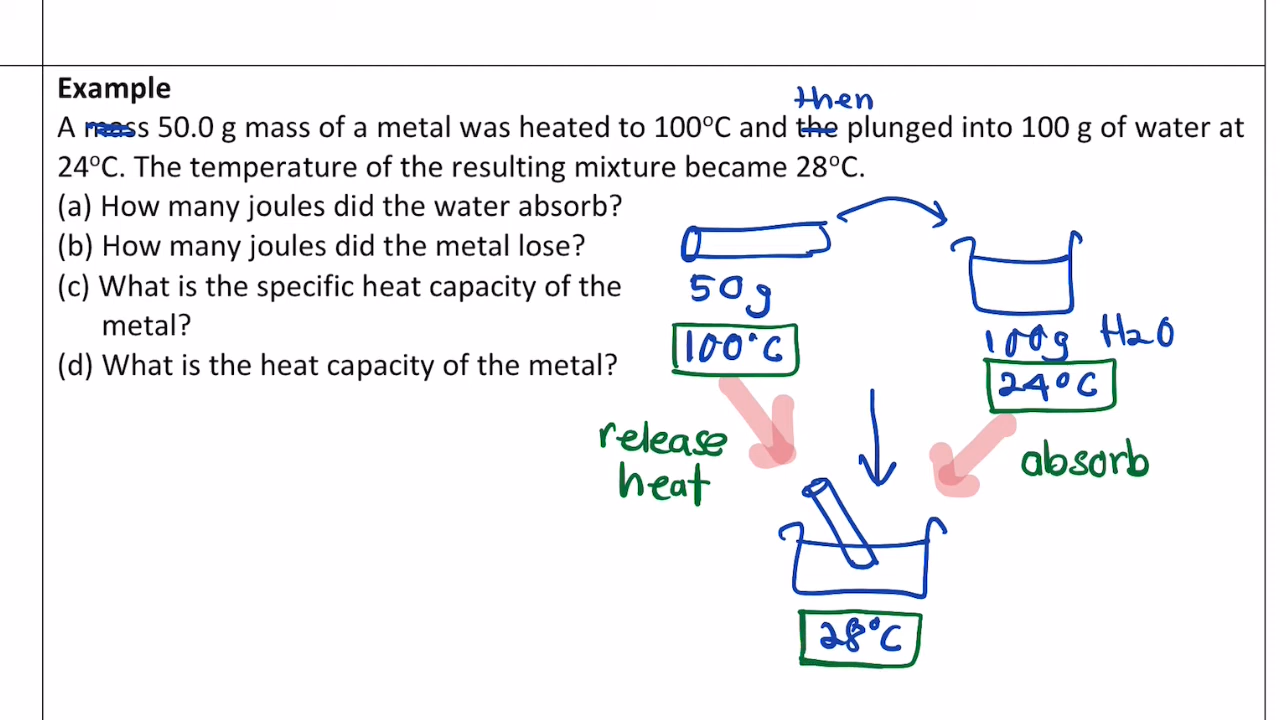 Example
then
A mass 50.0 g mass of a metal was heated to 100°C and the plunged into 100 g of water at
24°C. The temperature of the resulting mixture became 28°C.
(a) How many joules did the water absorb?
(b) How many joules did the metal lose?
(c) What is the specific heat capacity of the
metal?
(d) What is the heat capacity of the metal?
50g
100°C
100g H2O
24°C
release
heat
absorb
28°C